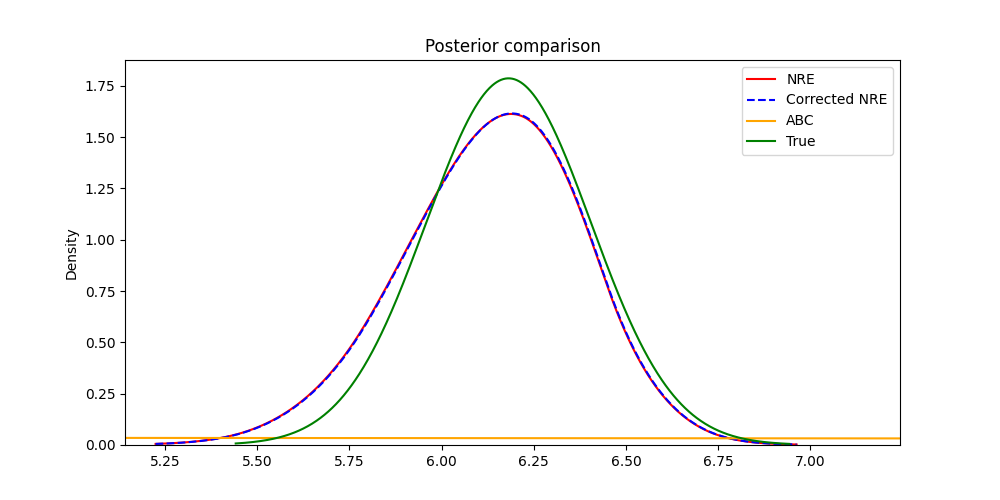 Posterior comparison
NRE
Corrected NRE
ABC
True
Density
1.75
1.50
1.25
1.00
0.75
0.50
0.25
0.00
5.25 5.50 5.75 6.00 6.25 6.50 6.75 7.00